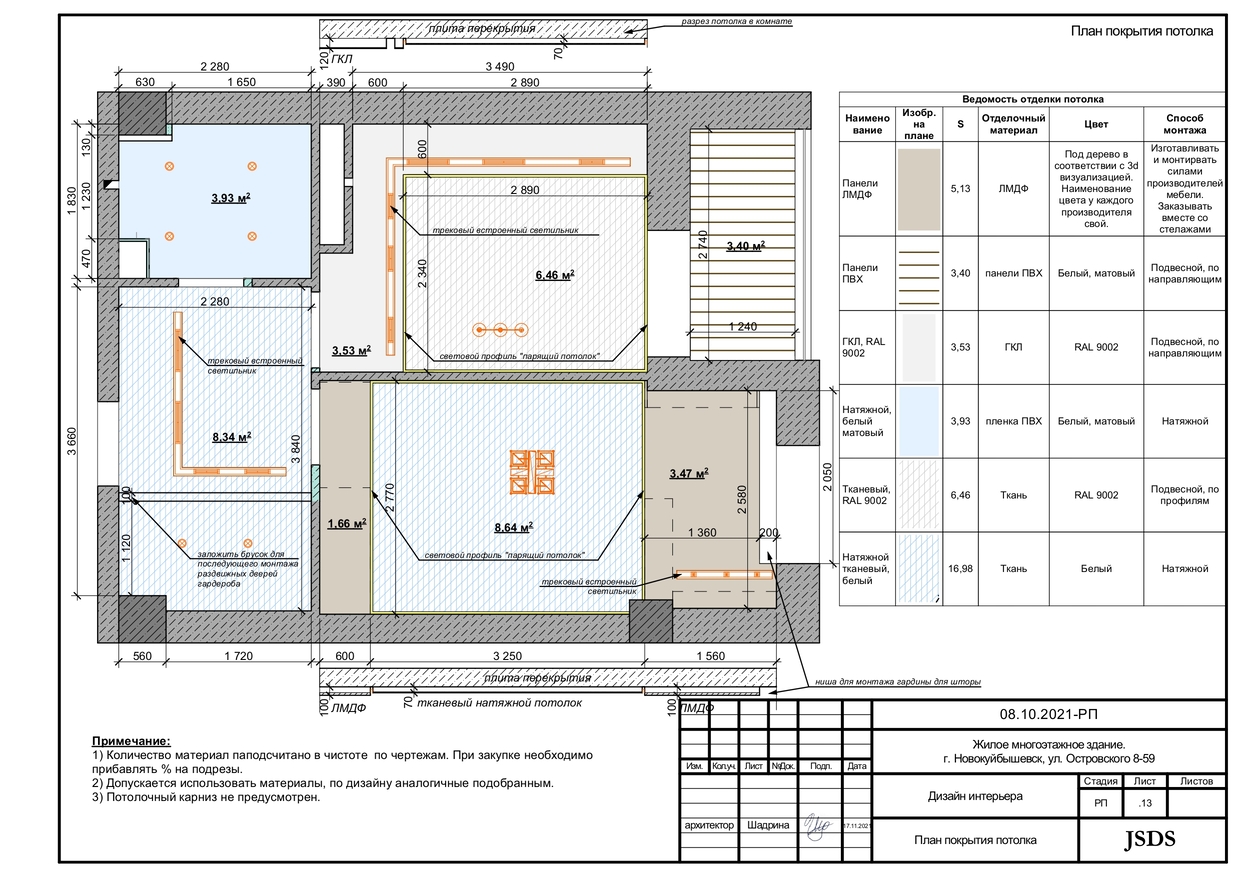 разрез потолка в комнате
плита перекрытия
План покрытия потолка
120
ГКЛ
70
2 280
3 490
630
1 650
390
600
2 890
Ведомость отделки потолка
Наимено
вание
Изобр.
на
плане
S
Отделочный
материал
Цвет
Способ
монтажа
Панели
ЛМДФ
5,13
ЛМДФ
Под дерево в
соответствии с 3d
визуализацией.
Наименование
цвета у каждого
производителя
свой.
Изготавливать
и монтирвать
силами
производителей
мебели.
Заказывать
вместе со
стелажами
Панели
ПВХ
3,40
панели ПВХ
Белый, матовый
Подвесной, по
направляющим
ГКЛ, RAL
9002
3,53
ГКЛ
RAL 9002
Подвесной, по
направляющим
Натяжной,
белый
матовый
3,93
пленка ПВХ
Белый, матовый
Натяжной
Тканевый,
RAL 9002
6,46
Ткань
RAL 9002
Подвесной, по
профилям
Натяжной
тканевый,
белый
16,98
Ткань
Белый
Натяжной
130
1 830
1 230
470
3.93 м²
600
2 890
трековый встроенный светильник
2 340
6.46 м²
2 740
3.40 м²
1 240
световой профиль "парящий потолок"
3.53 м²
2 280
трековый встроенный
светильник
8.34 м²
3 840
3 660
100
1 120
заложить брусок для
последующего монтажа
раздвижных дверей
гардероба
1.66 м²
2 770
8.64 м²
световой профиль "парящий потолок"
трековый встроенный
светильник
3.47 м²
2 580
2 050
1 360
200
560
1 720
600
3 250
1 560
плита перекрытия
ниша для монтажа гардины для шторы
100
ЛМДФ
70
тканевый натяжной потолок
100
ЛМДФ
Примечание:
1) Количество материал паподсчитано в чистоте по чертежам. При закупке необходимо
прибавлять % на подрезы.
2) Допускается использовать материалы, по дизайну аналогичные подобранным.
3) Потолочный карниз не предусмотрен.
08.10.2021-РП
Жилое многоэтажное здание.
г. Новокуйбышевск, ул. Островского 8-59
Изм.
Кол.уч.
Лист
№Док.
Подп.
Дата
Дизайн интерьера
Стадия
Лист
Листов
РП
.13
архитектор
Шадрина
17.11.2021
План покрытия потолка
JSDS